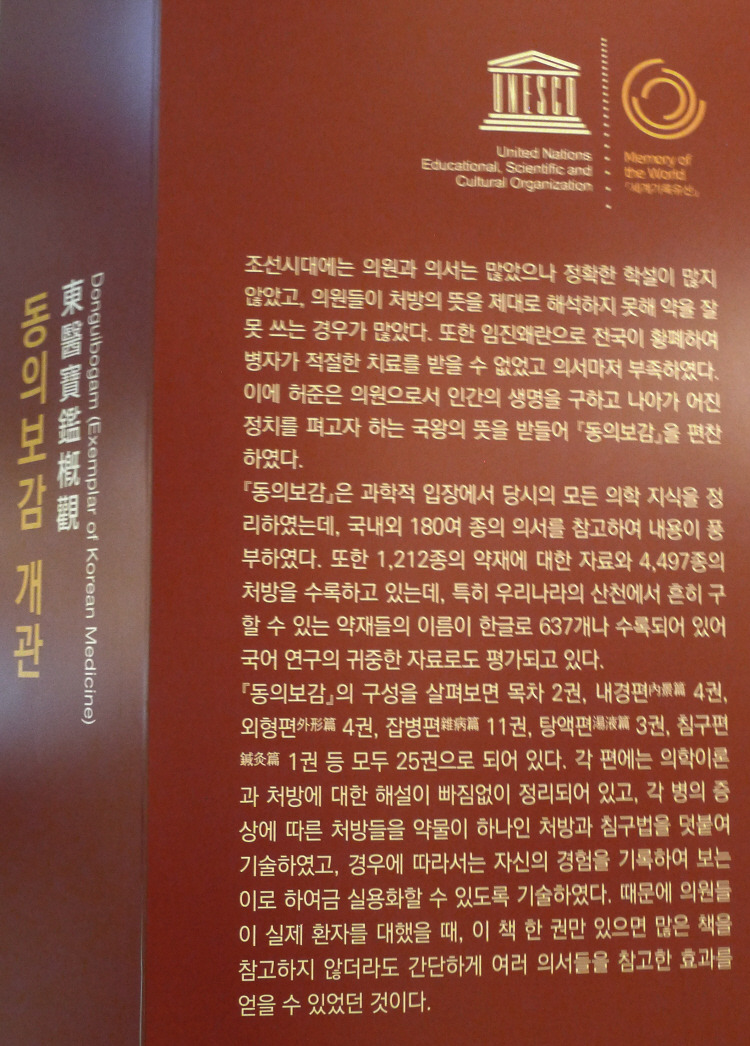 동의보감 개관
東醫寶鑑槪觀
Donguibogam (Exemplar of Korean Medicine)
UNESCO
United Nations
Educational, Scientific and
Cultural Organization
Memory of
the World
『세계기록유산』
조선시대에는 의원과 의서는 많았으나 정확한 학설이 많지
않았고, 의원들이 처방의 뜻을 제대로 해석하지 못해 약을 잘
못 쓰는 경우가 많았다. 또한 임진왜란으로 전국이 황폐하여
병자가 적절한 치료를 받을 수 없었고 의서마저 부족하였다.
이에 허준은 의원으로서 인간의 생명을 구하고 나아가 어진
정치를 펴고자 하는 국왕의 뜻을 받들어 『동의보감』을 편찬
하였다.
『동의보감』은 과학적 입장에서 당시의 모든 의학 지식을 정
리하였는데, 국내외 180여 종의 의서를 참고하여 내용이 풍
부하였다. 또한 1,212종의 약재에 대한 자료와 4,497종의
처방을 수록하고 있는데, 특히 우리나라의 산천에서 흔히 구
할 수 있는 약재들의 이름이 한글로 637개나 수록되어 있어
국어 연구의 귀중한 자료로도 평가되고 있다.
『동의보감』의 구성을 살펴보면 목차 2권, 내경편內景篇 4권,
외형편外形篇 4권, 잡병편雜病篇 11권, 탕액편湯液篇 3권, 침구편
鍼灸篇 1권 등 모두 25권으로 되어 있다. 각 편에는 의학이론
과 처방에 대한 해설이 빠짐없이 정리되어 있고, 각 병의 증
상에 따른 처방들을 약물이 하나인 처방과 침구법을 덧붙여
기술하였고, 경우에 따라서는 자신의 경험을 기록하여 보는
이로 하여금 실용화할 수 있도록 기술하였다. 때문에 의원들
이 실제 환자를 대했을 때, 이 책 한 권만 있으면 많은 책을
참고하지 않더라도 간단하게 여러 의서들을 참고한 효과를
얻을 수 있었던 것이다.